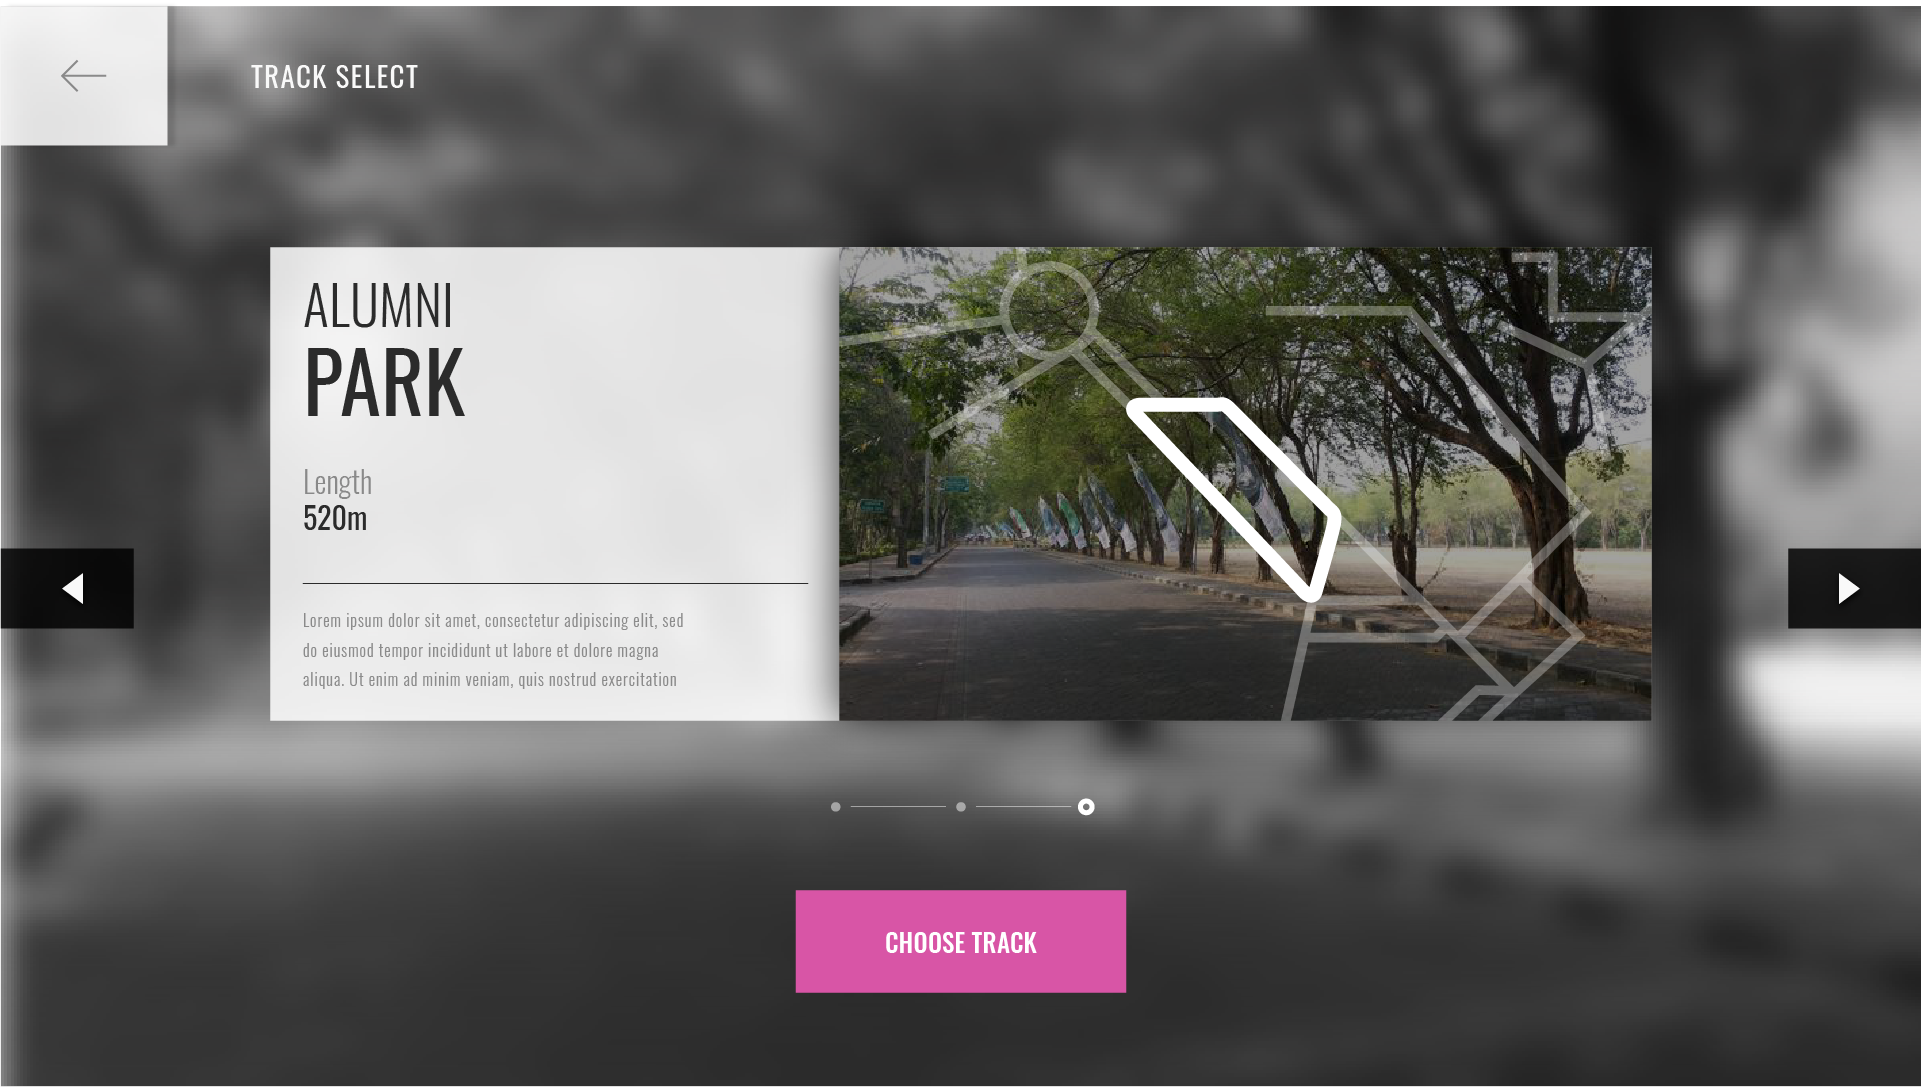 TRACK SELECT
ALUMNI
PARK
Length
520m
Lorem ipsum dolor sit amet, consectetur adipiscing elit, sed
do eiusmod tempor incididunt ut labore et dolore magna
aliqua. Ut enim ad minim veniam, quis nostrud exercitation
CHOOSE TRACK